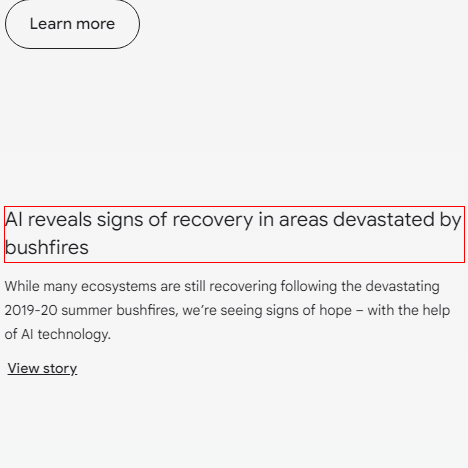 Learn more
AI reveals signs of recovery in areas devastated by
bushfires
While many ecosystems are still recovering following the devastating
2019-20 summer bushfires, we’re seeing signs of hope – with the help
of AI technology.
View story